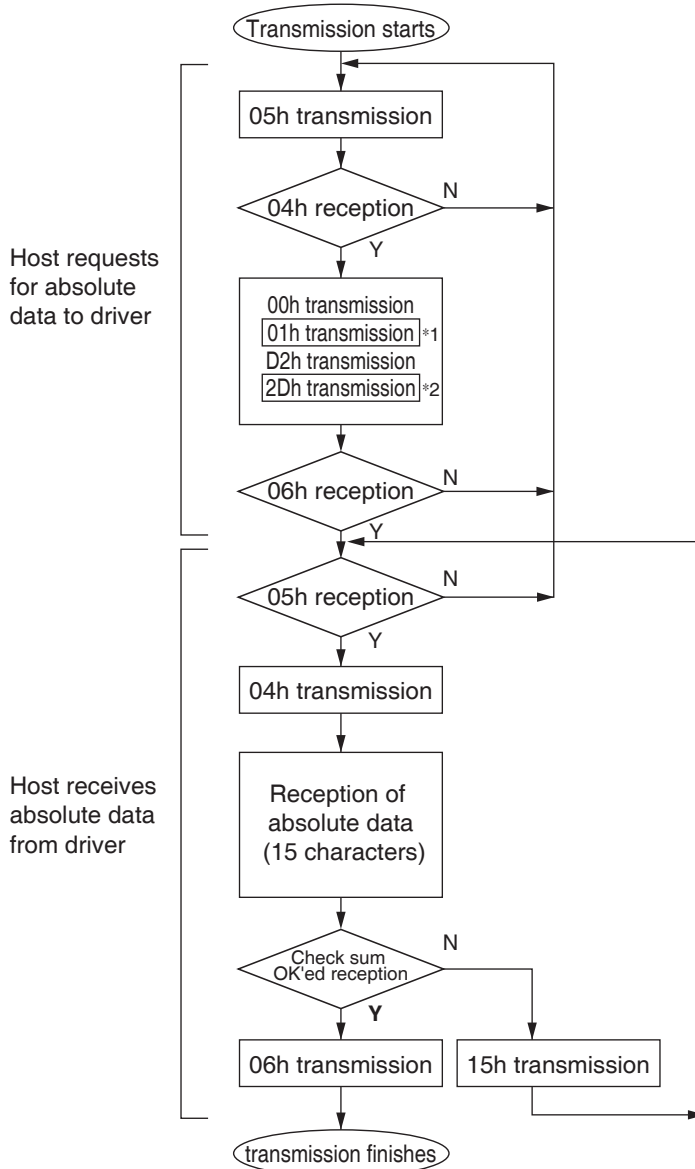 Transmission starts
05h transmission
04h reception
N
Y
Host requests
for absolute
data to driver
00h transmission
01h transmission *1
D2h transmission
2Dh transmission *2
06h reception
N
Y
05h reception
N
Y
04h transmission
Host receives
absolute data
from driver
Reception of
absolute data
(15 characters)
Check sum
OK'ed reception
N
Y
06h transmission
15h transmission
transmission finishes